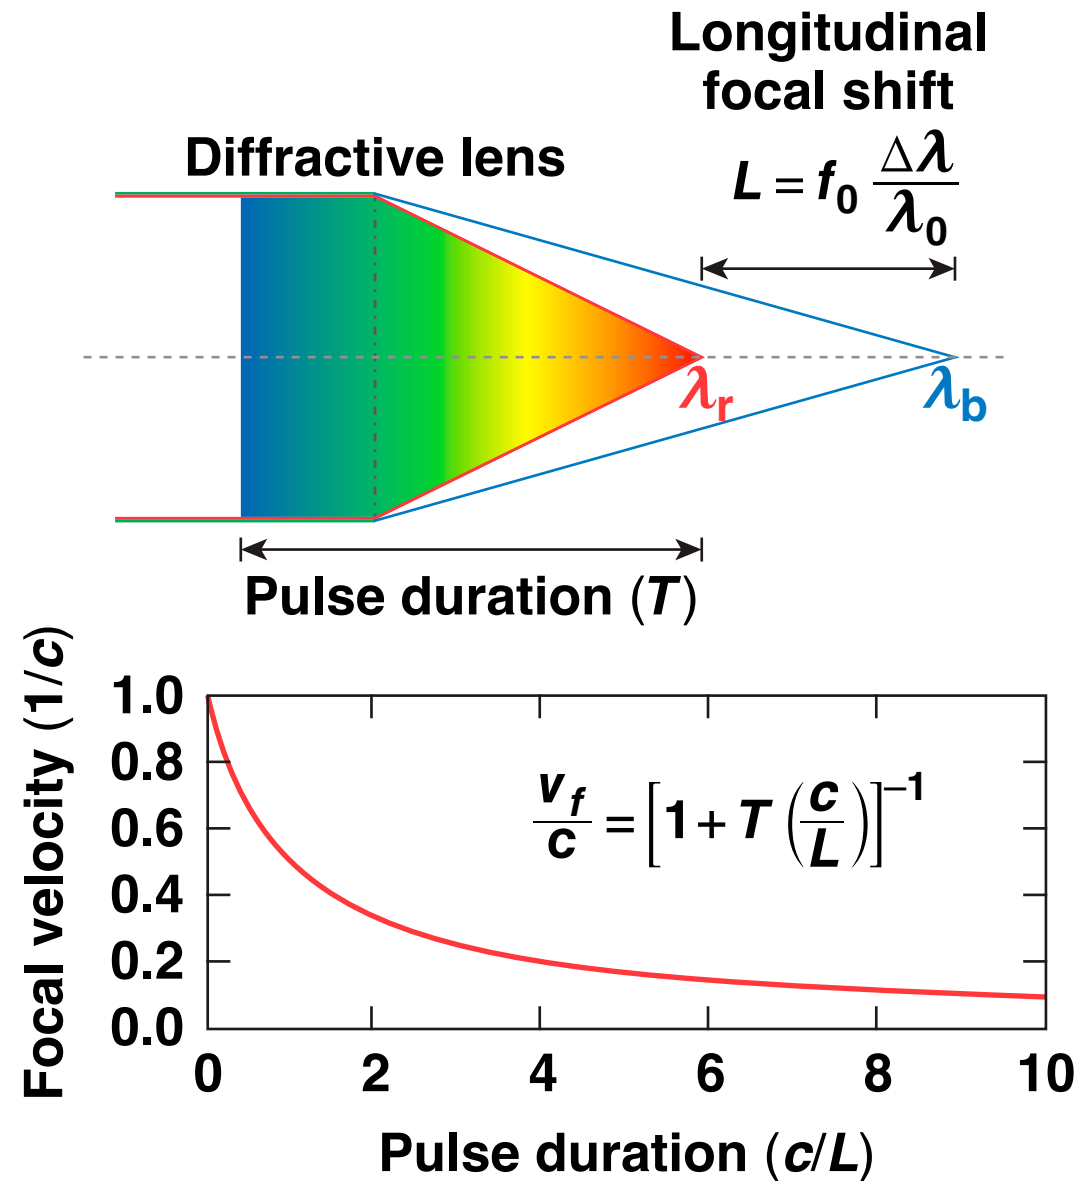 Longitudinal
focal shift
L = f₀ Δλ/λ₀
Diffractive lens
λr
λb
Pulse duration (T)
Focal velocity (1/c)
1.0
0.8
0.6
0.4
0.2
0.0
v_f/c = [1 + T (c/L)]⁻¹
0 2 4 6 8 10
Pulse duration (c/L)